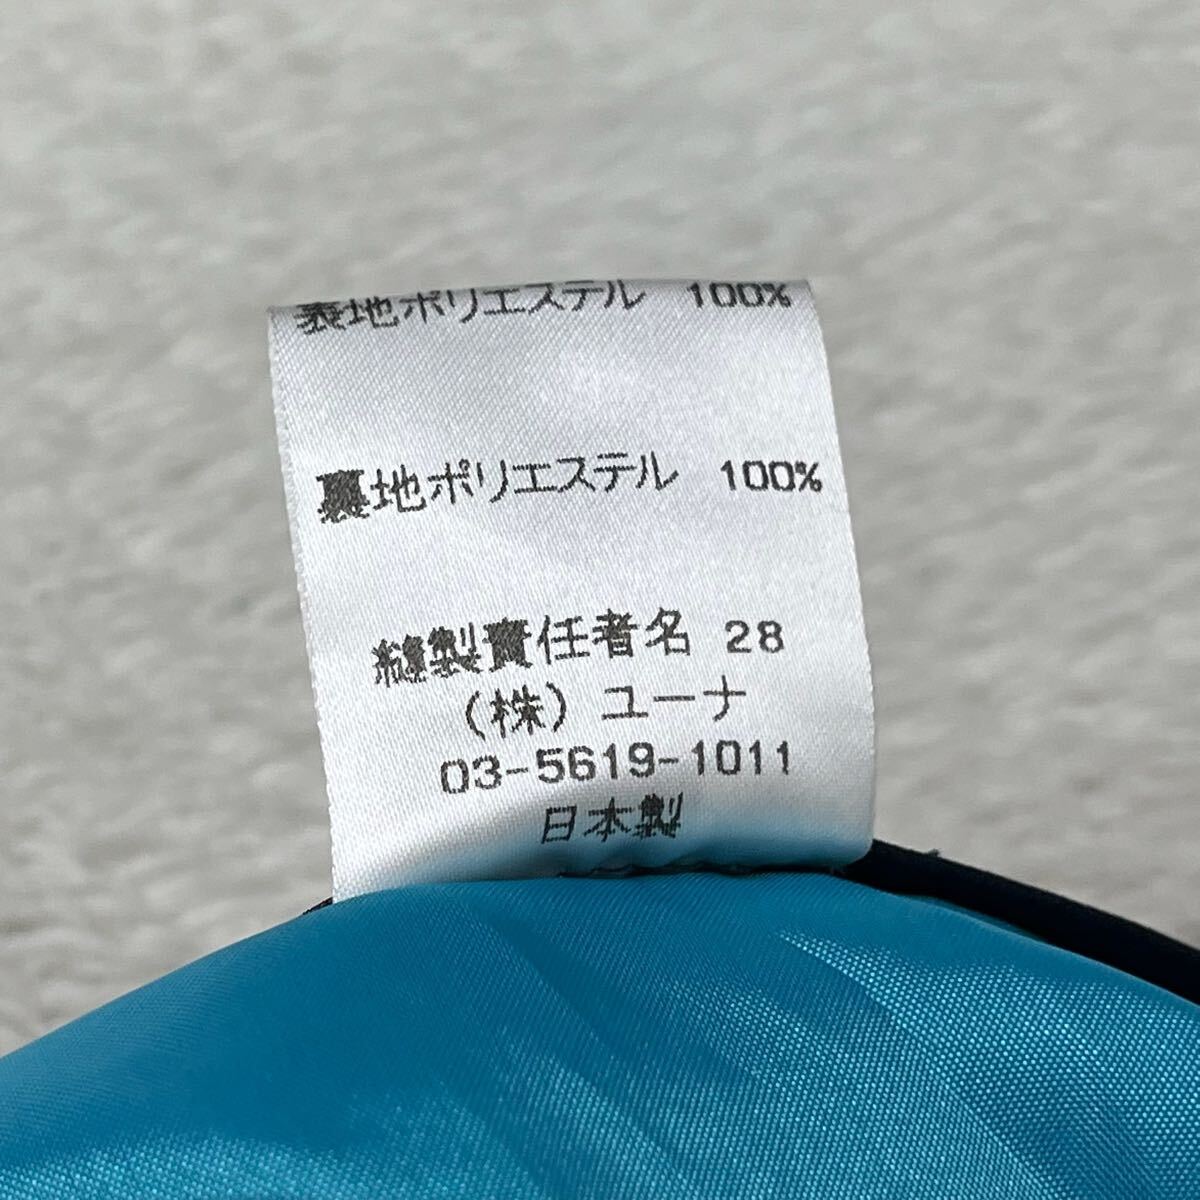 表地ポリエステル 100%
裏地ポリエステル 100%
縫製責任者名 28
(株) ユーナ
03-5619-1011
日本製